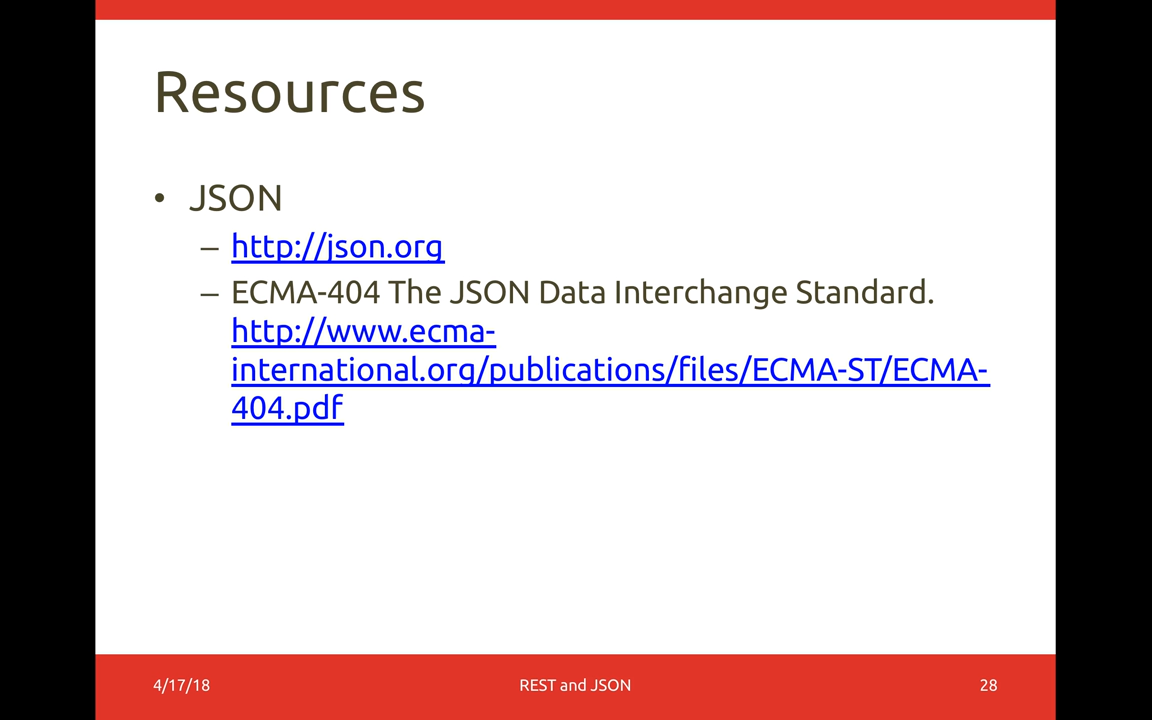 Resources
• JSON
– http://json.org
– ECMA-404 The JSON Data Interchange Standard.
http://www.ecma-
international.org/publications/files/ECMA-ST/ECMA-
404.pdf
4/17/18
REST and JSON
28